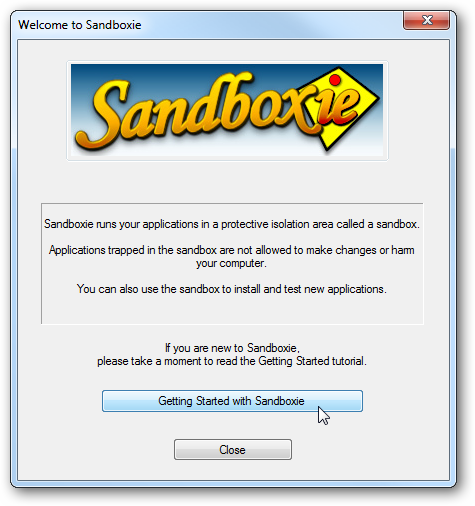 Welcome to Sandboxie
Sandboxie
Sandboxie runs your applications in a protective isolation area called a sandbox.
Applications trapped in the sandbox are not allowed to make changes or harm
your computer.
You can also use the sandbox to install and test new applications.
If you are new to Sandboxie,
please take a moment to read the Getting Started tutorial.
Getting Started with Sandboxie
Close